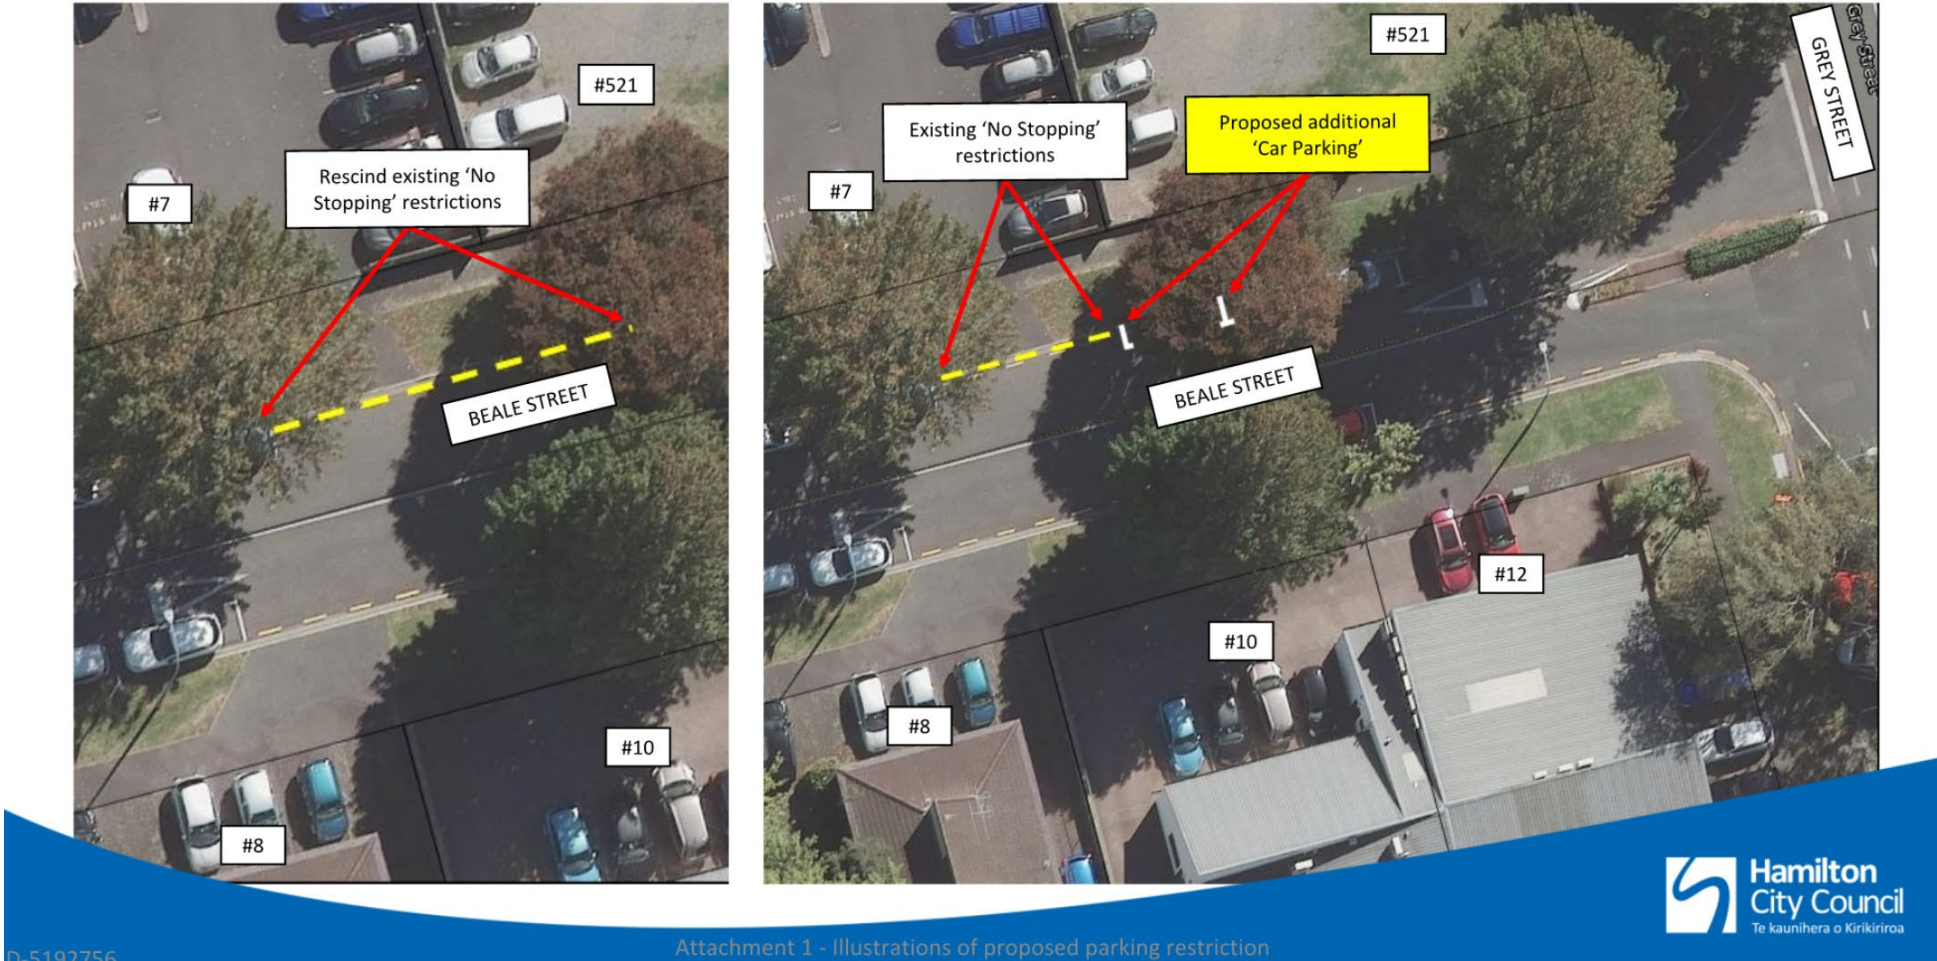 #521
Rescind existing ‘No
Stopping’ restrictions
#7
BEALE STREET
#10
#8
#521
GREY STREET
Grey Street
Existing ‘No Stopping’
restrictions
Proposed additional
‘Car Parking’
#7
BEALE STREET
#12
#10
#8
Hamilton
City Council
Te kaunihera o Kirikiriroa
Attachment 1 - Illustrations of proposed parking restriction
D-5192756